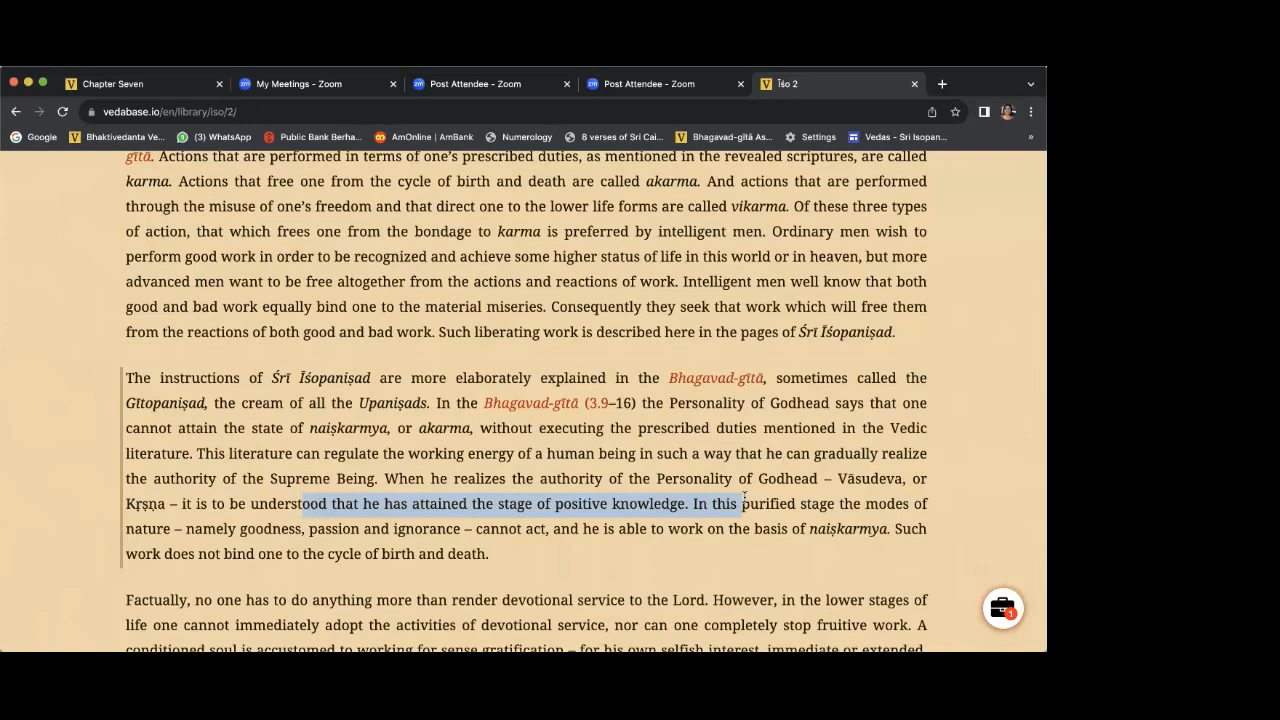 Chapter Seven
My Meetings - Zoom
Post Attendee - Zoom
Post Attendee - Zoom
Īśo 2
vedabase.io/en/library/iso/2/
Google
Bhaktivedanta Ve...
(3) WhatsApp
Public Bank Berha...
AmOnline | AmBank
Numerology
8 verses of Sri Cai...
Bhagavad-gītā As...
Settings
Vedas - Sri Isopan...
gītā. Actions that are performed in terms of one's prescribed duties, as mentioned in the revealed scriptures, are called
karma. Actions that free one from the cycle of birth and death are called akarma. And actions that are performed
through the misuse of one's freedom and that direct one to the lower life forms are called vikarma. Of these three types
of action, that which frees one from the bondage to karma is preferred by intelligent men. Ordinary men wish to
perform good work in order to be recognized and achieve some higher status of life in this world or in heaven, but more
advanced men want to be free altogether from the actions and reactions of work. Intelligent men well know that both
good and bad work equally bind one to the material miseries. Consequently they seek that work which will free them
from the reactions of both good and bad work. Such liberating work is described here in the pages of Śrī Īśopaniṣad.
The instructions of Śrī Īśopaniṣad are more elaborately explained in the Bhagavad-gītā, sometimes called the
Gītopaniṣad, the cream of all the Upaniṣads. In the Bhagavad-gītā (3.9–16) the Personality of Godhead says that one
cannot attain the state of naiṣkarmya, or akarma, without executing the prescribed duties mentioned in the Vedic
literature. This literature can regulate the working energy of a human being in such a way that he can gradually realize
the authority of the Supreme Being. When he realizes the authority of the Personality of Godhead – Vāsudeva, or
Kṛṣṇa – it is to be understood that he has attained the stage of positive knowledge. In this purified stage the modes of
nature – namely goodness, passion and ignorance – cannot act, and he is able to work on the basis of naiṣkarmya. Such
work does not bind one to the cycle of birth and death.
Factually, no one has to do anything more than render devotional service to the Lord. However, in the lower stages of
life one cannot immediately adopt the activities of devotional service, nor can one completely stop fruitive work. A
conditioned soul is accustomed to working for sense gratification – for his own selfish interest, immediate or extended.
1